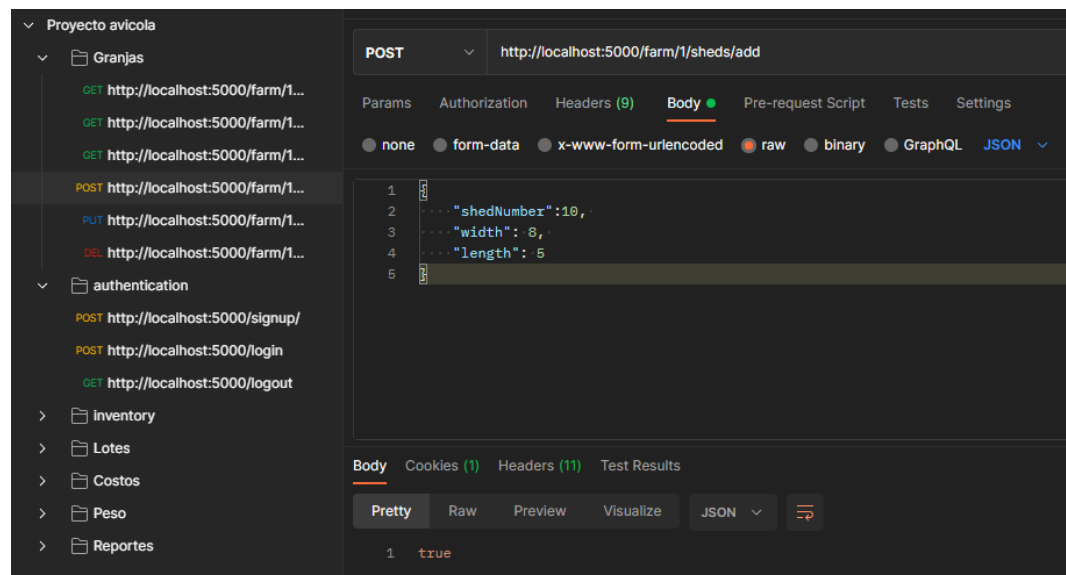 Proyecto avicola
Granjas
GET http://localhost:5000/farm/1...
GET http://localhost:5000/farm/1...
GET http://localhost:5000/farm/1...
POST http://localhost:5000/farm/1...
PUT http://localhost:5000/farm/1...
DEL http://localhost:5000/farm/1...
authentication
POST http://localhost:5000/signup/
POST http://localhost:5000/login
GET http://localhost:5000/logout
inventory
Lotes
Costos
Peso
Reportes
POST http://localhost:5000/farm/1/sheds/add
Params Authorization Headers (9) Body Pre-request Script Tests Settings
none form-data x-www-form-urlencoded raw binary GraphQL JSON
1 {
2 "shedNumber":10,
3 "width": 8,
4 "length": 5
5 }
Body Cookies (1) Headers (11) Test Results
Pretty Raw Preview Visualize JSON
1 true